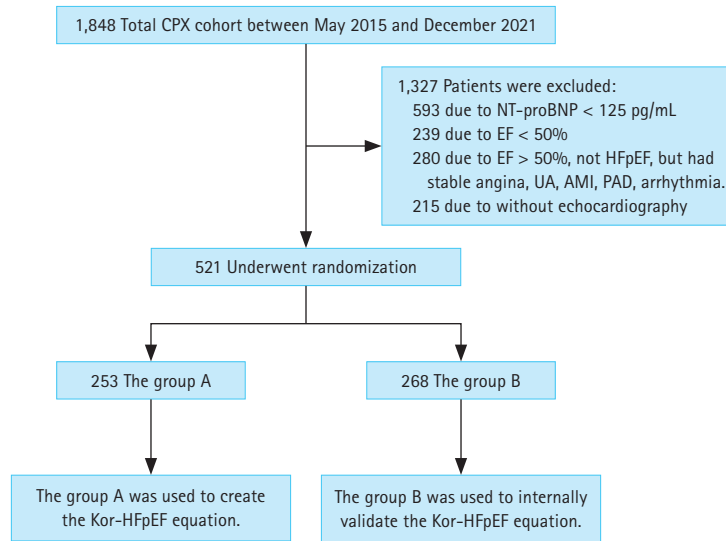 1,848 Total CPX cohort between May 2015 and December 2021
1,327 Patients were excluded:
593 due to NT-proBNP < 125 pg/mL
239 due to EF < 50%
280 due to EF > 50%, not HFpEF, but had
stable angina, UA, AMI, PAD, arrhythmia.
215 due to without echocardiography
521 Underwent randomization
253 The group A
268 The group B
The group A was used to create
the Kor-HFpEF equation.
The group B was used to internally
validate the Kor-HFpEF equation.